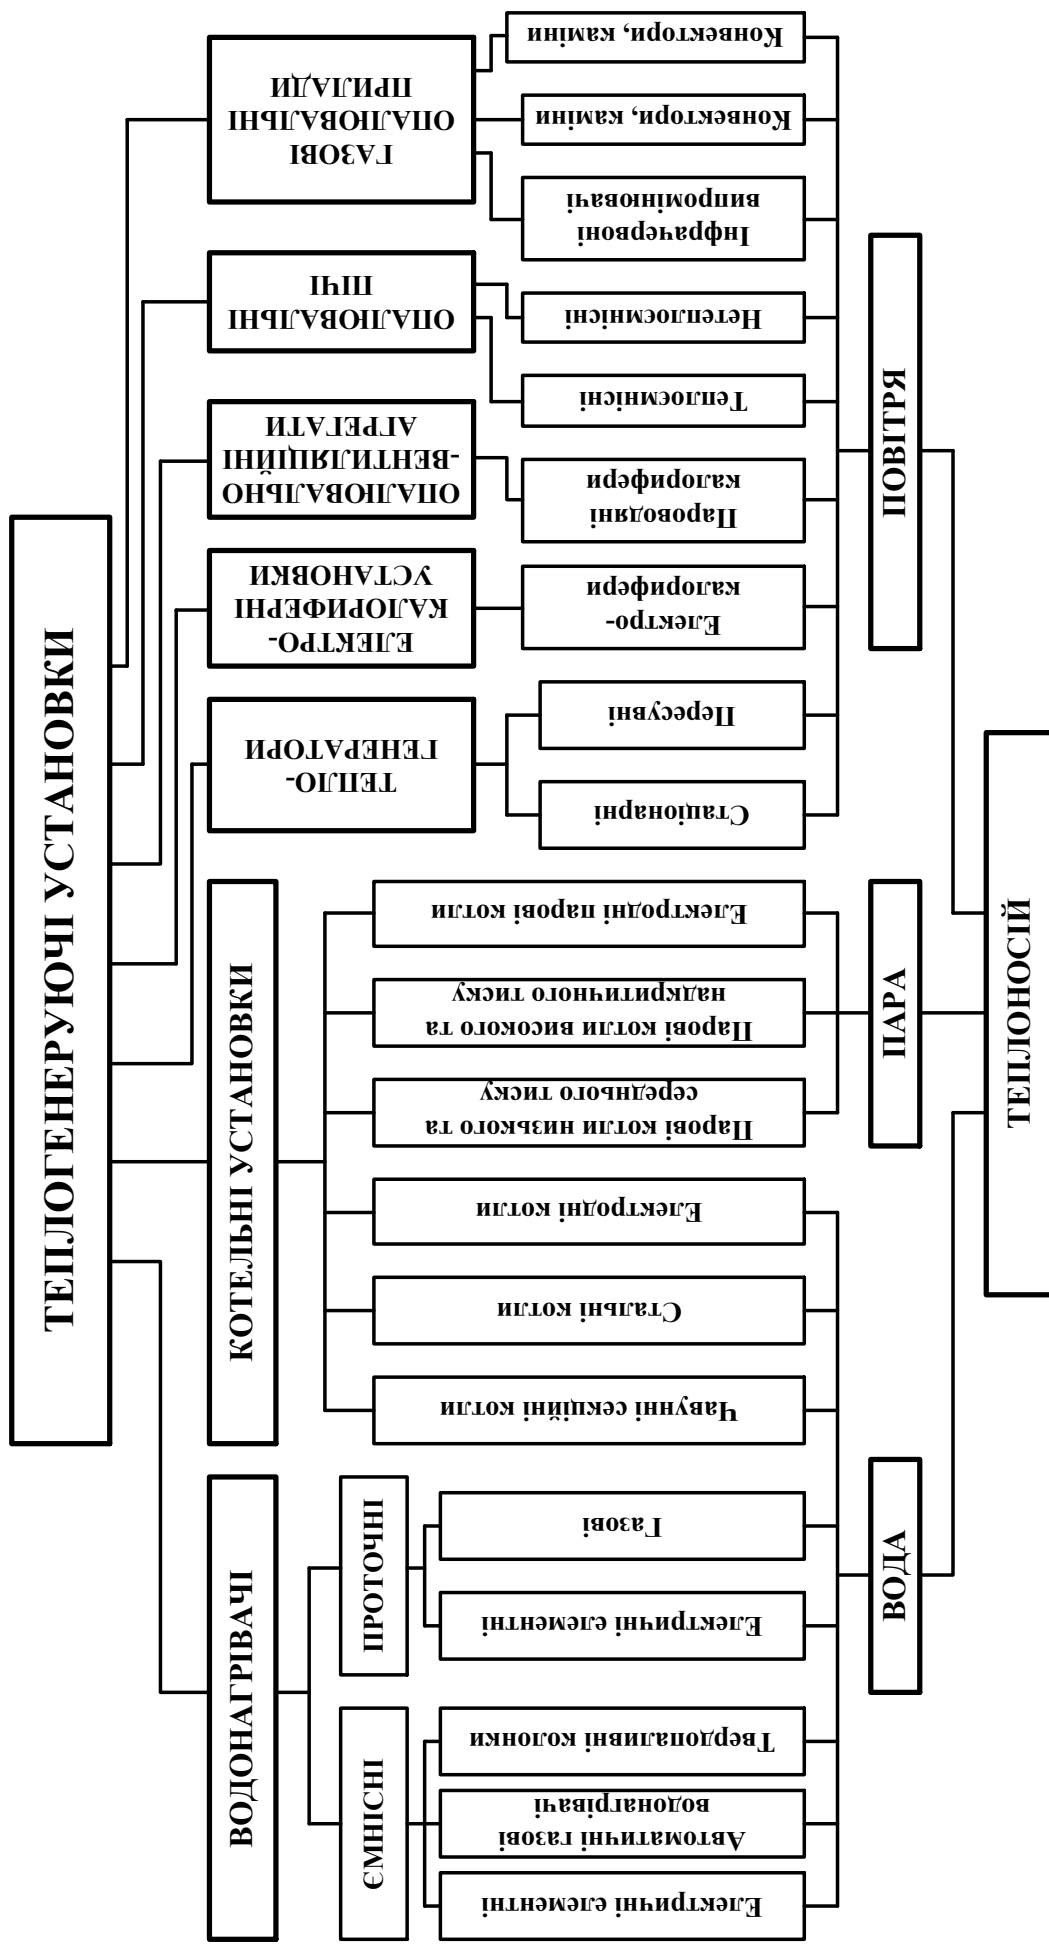 ТЕПЛОГЕНЕРУЮЧІ УСТАНОВКИ
ВОДОНАГРІВАЧІ
КОТЕЛЬНІ УСТАНОВКИ
ТЕПЛО-
ГЕНЕРАТОРИ
ЕЛЕКТРО-
КАЛОРИФЕРНІ
УСТАНОВКИ
ОПАЛЮВАЛЬНО
-ВЕНТИЛЯЦІЙНІ
АГРЕГАТИ
ОПАЛЮВАЛЬНІ
ПІЧІ
ГАЗОВІ
ОПАЛЮВАЛЬНІ
ПРИЛАДИ
ЄМНІСНІ
ПРОТОЧНІ
Електричні елементні
Автоматичні газові
водонагрівачі
Твердопаливні колонки
Електричні елементні
Газові
Чавунні секційні котли
Стальні котли
Електродні котли
Парові котли низького та
середнього тиску
Парові котли високого та
надкритичного тиску
Електродні парові котли
Стаціонарні
Пересувні
Електро-
калорифери
Пароводяні
калорифери
Теплоємнісні
Нетеплоємнісні
Інфрачервоні
випромінювачі
Конвектори, каміни
Конвектори, каміни
ВОДА
ПАРА
ПОВІТРЯ
ТЕПЛОНОСІЙ